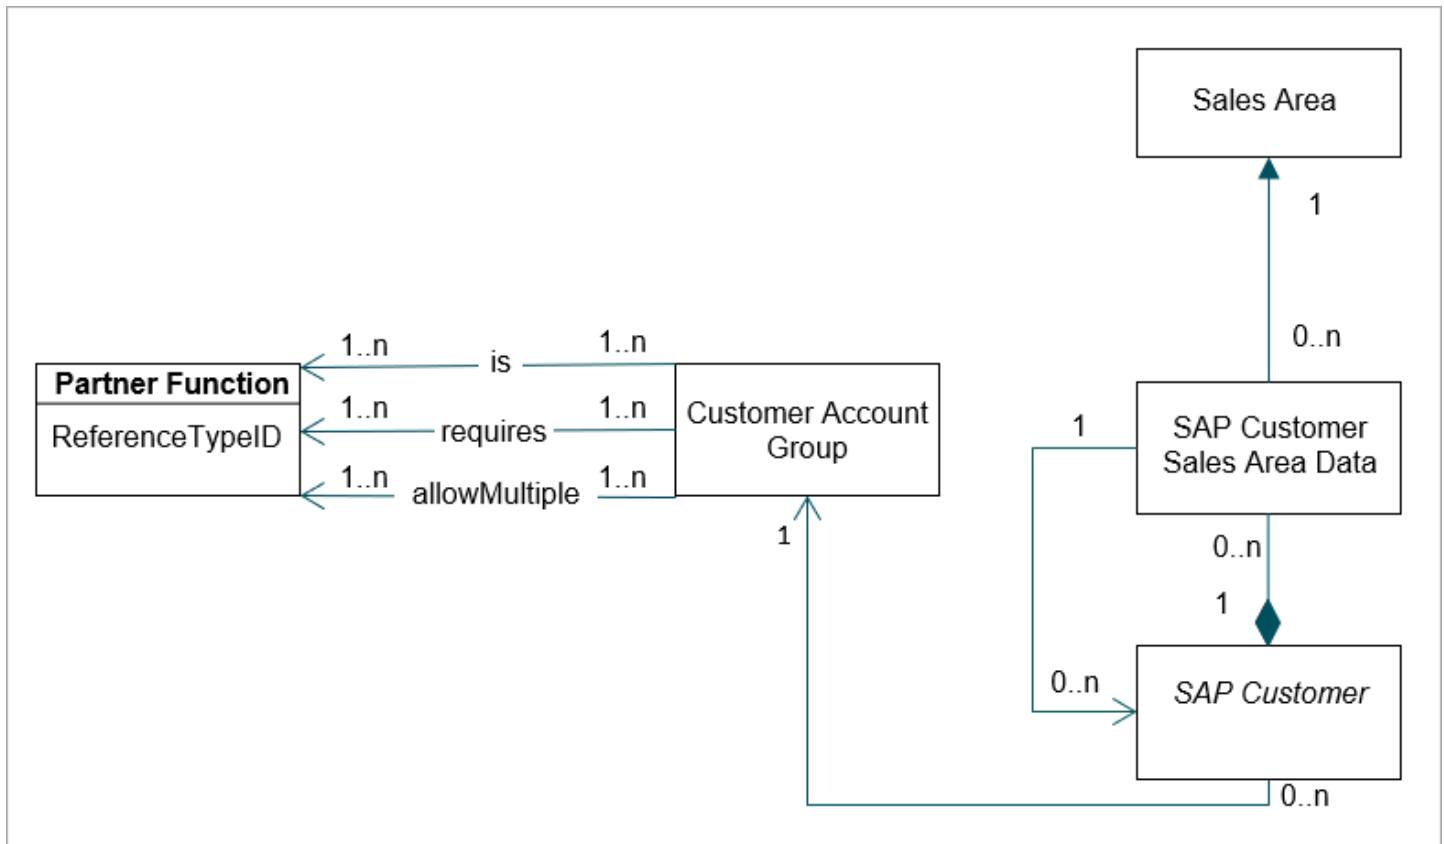 Sales Area
1
0..n
1..n
is
1..n
Partner Function
ReferenceTypeID
1..n
requires
1..n
1..n
allowMultiple
1..n
Customer Account
Group
1
SAP Customer
Sales Area Data
1
0..n
1
0..n
SAP Customer
0..n